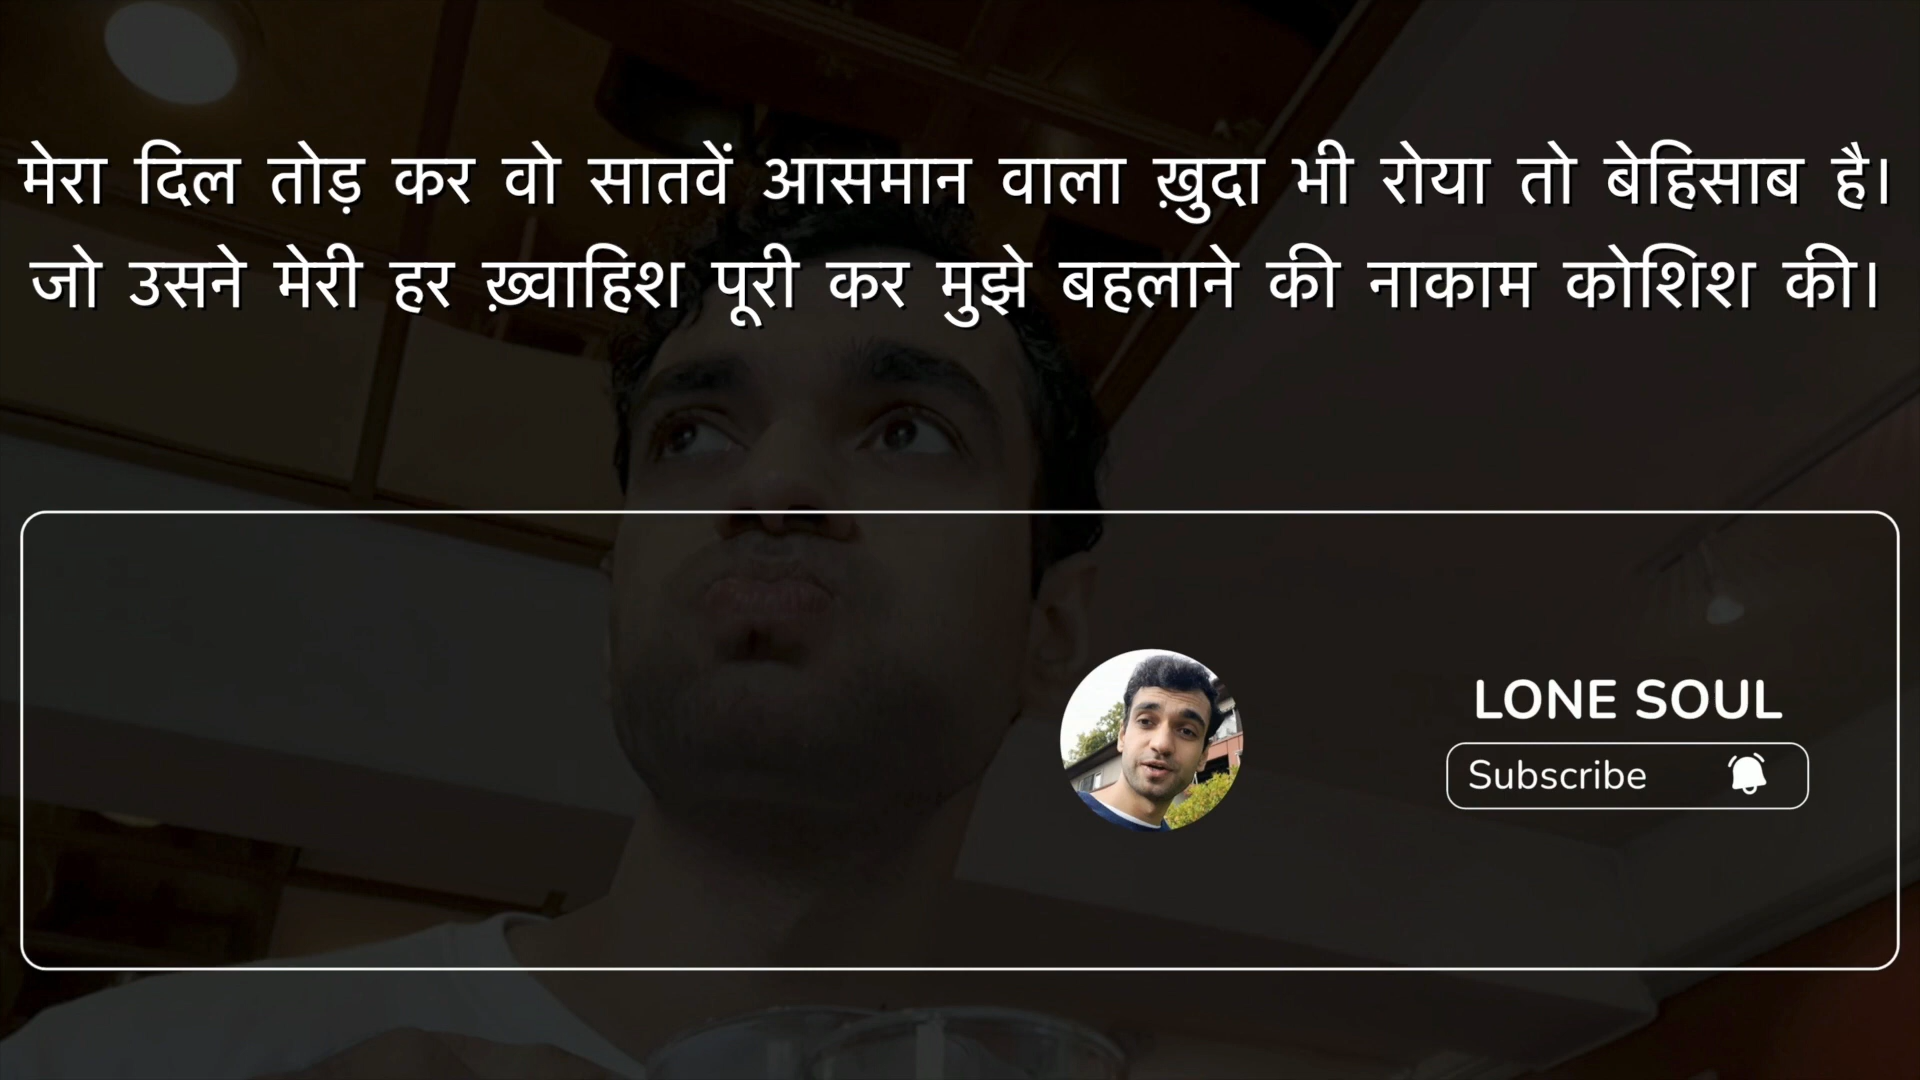 मेरा दिल तोड़ कर वो सातवें आसमान वाला ख़ुदा भी रोया तो बेहिसाब है।
जो उसने मेरी हर ख़्वाहिश पूरी कर मुझे बहलाने की नाकाम कोशिश की।
LONE SOUL
Subscribe